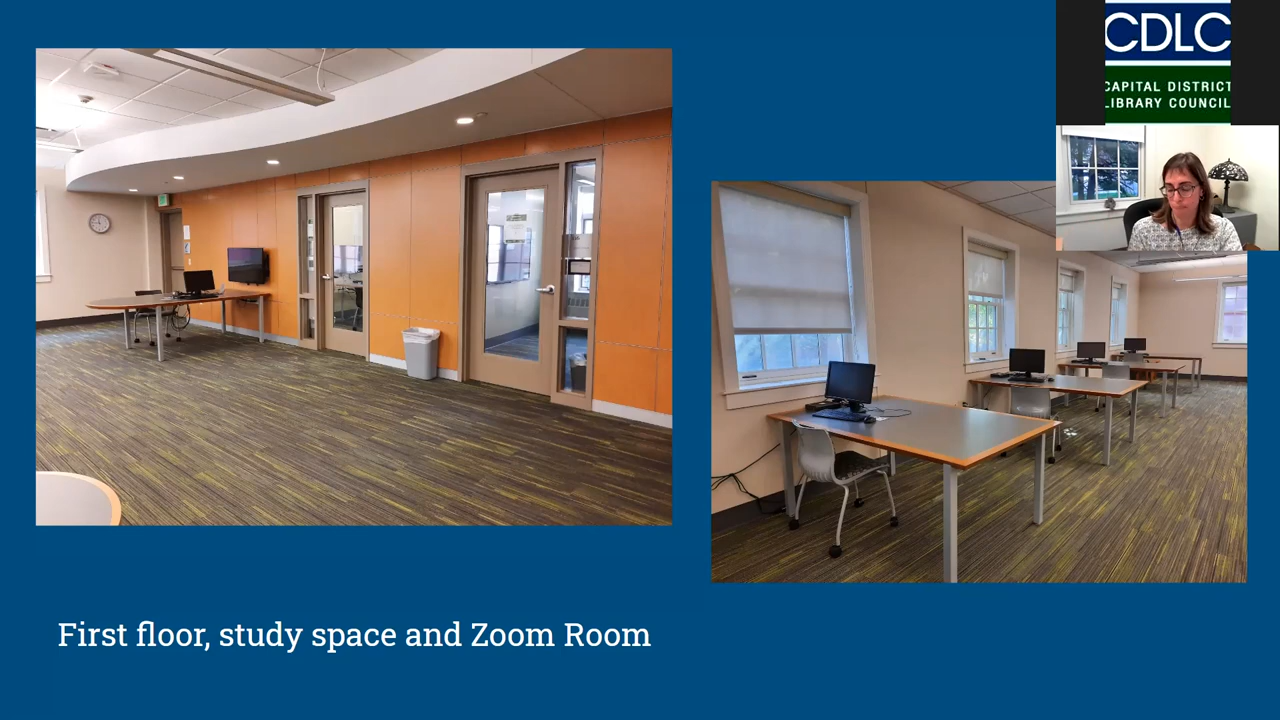 CDLC
CAPITAL DISTRICT
LIBRARY COUNCIL
First floor, study space and Zoom Room